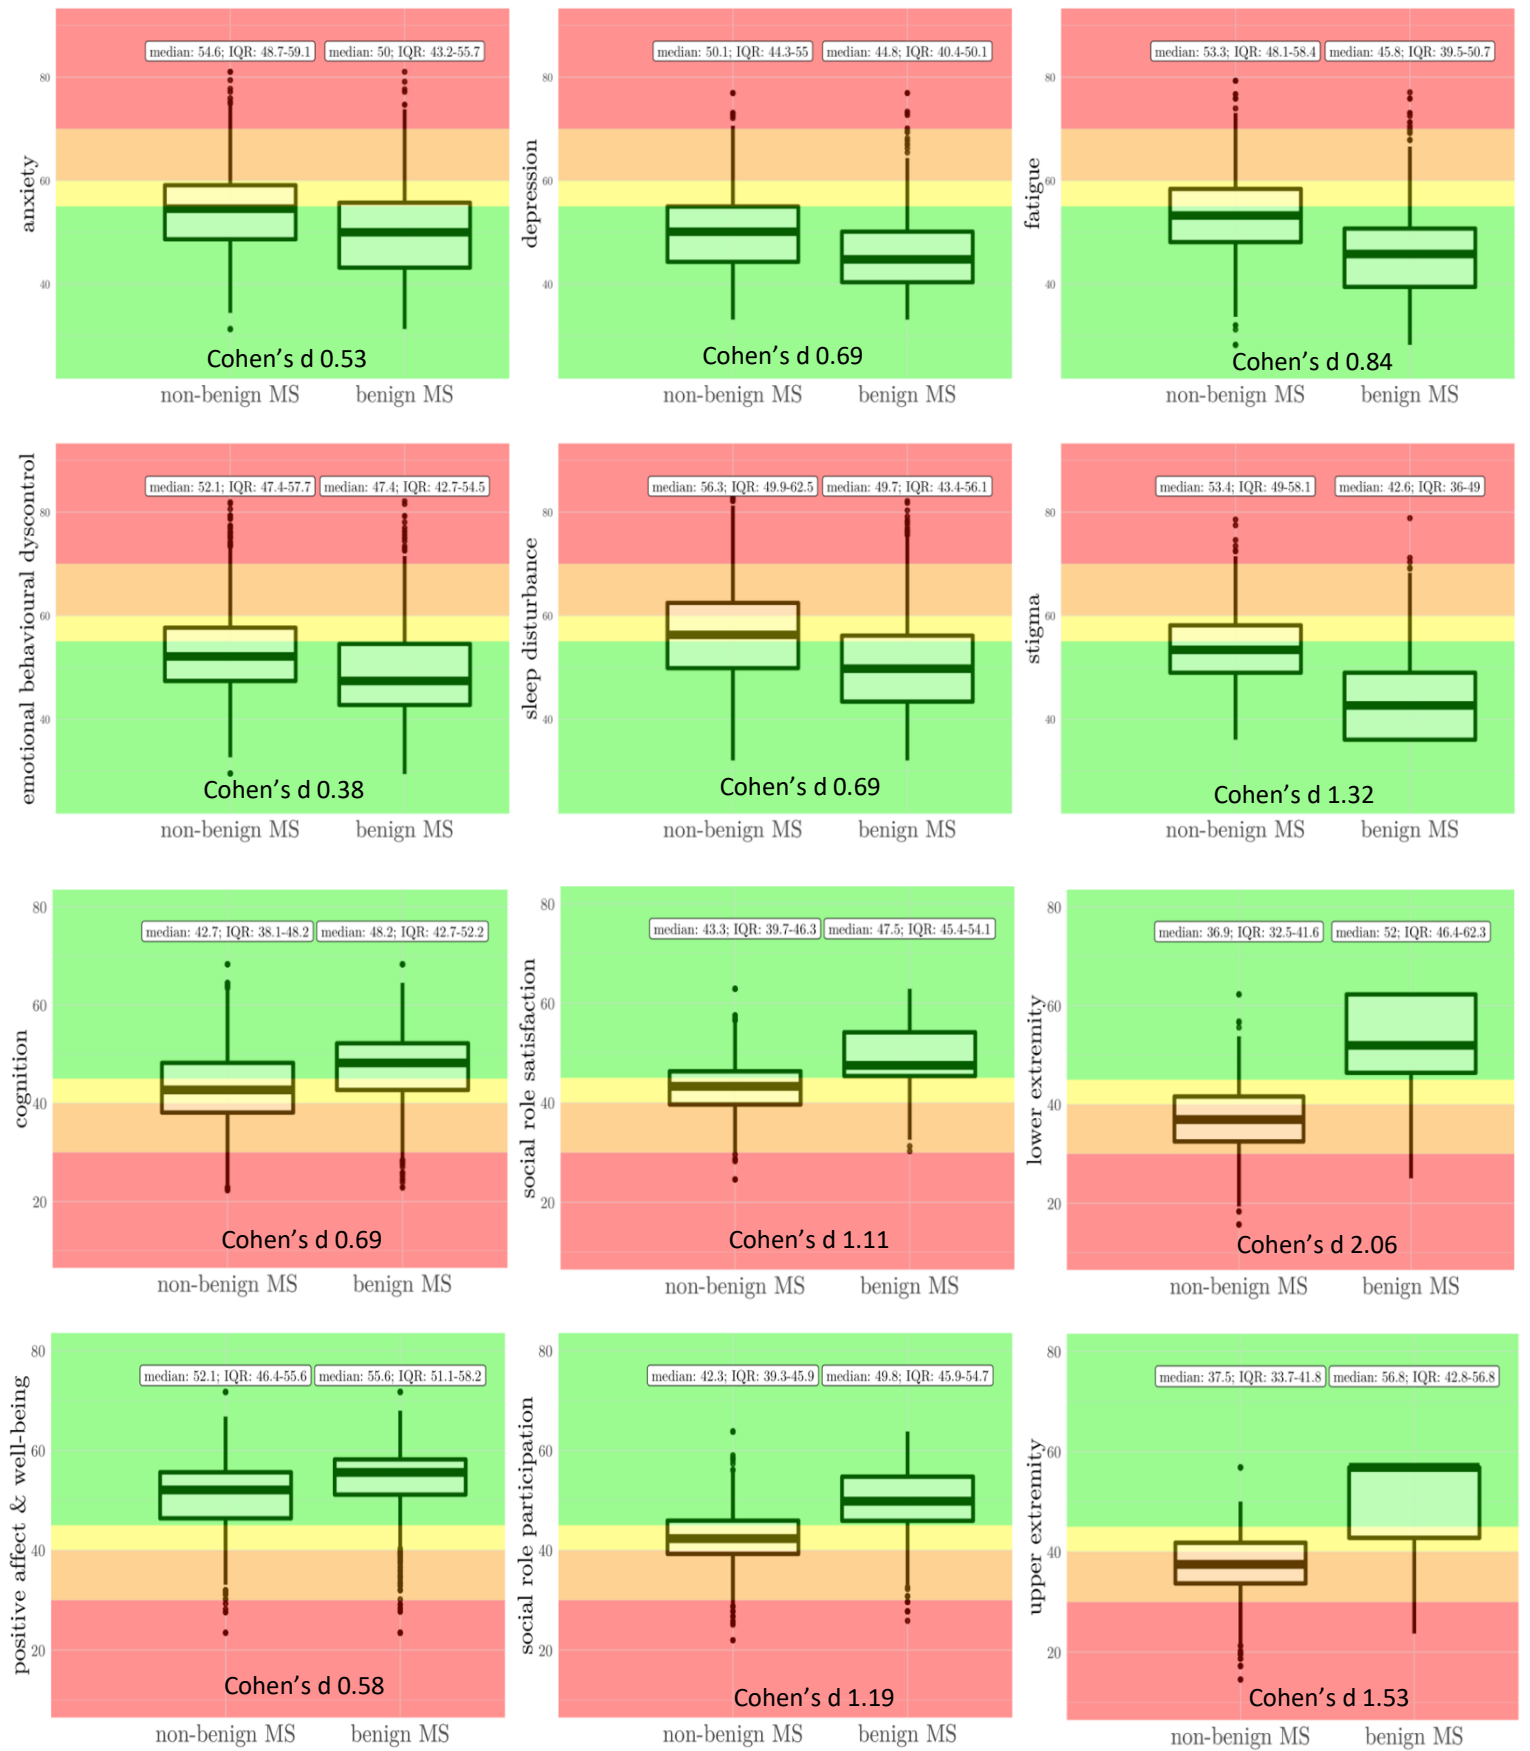 median: 54.6; IQR: 48.7-59.1
median: 50; IQR: 43.2-55.7
80
60
40
anxiety
Cohen's d 0.53
non-benign MS
benign MS
median: 50.1; IQR: 44.3-55
median: 44.8; IQR: 40.4-50.1
80
60
40
depression
Cohen's d 0.69
non-benign MS
benign MS
median: 53.3; IQR: 48.1-58.4
median: 45.8; IQR: 39.5-50.7
80
60
40
fatigue
Cohen's d 0.84
non-benign MS
benign MS
median: 52.1; IQR: 47.4-57.7
median: 47.4; IQR: 42.7-54.5
80
60
40
emotional behavioural dyscontrol
Cohen's d 0.38
non-benign MS
benign MS
median: 56.3; IQR: 49.9-62.5
median: 49.7; IQR: 43.4-56.1
80
60
40
sleep disturbance
Cohen's d 0.69
non-benign MS
benign MS
median: 53.4; IQR: 49-58.1
median: 42.6; IQR: 36-49
80
60
40
stigma
Cohen's d 1.32
non-benign MS
benign MS
80
median: 42.7; IQR: 38.1-48.2
median: 48.2; IQR: 42.7-52.2
60
40
20
cognition
Cohen's d 0.69
non-benign MS
benign MS
80
median: 43.3; IQR: 39.7-46.3
median: 47.5; IQR: 45.4-54.1
60
40
20
social role satisfaction
Cohen's d 1.11
non-benign MS
benign MS
80
median: 36.9; IQR: 32.5-41.6
median: 52; IQR: 46.4-62.3
60
40
20
lower extremity
Cohen's d 2.06
non-benign MS
benign MS
80
median: 52.1; IQR: 46.4-55.6
median: 55.6; IQR: 51.1-58.2
60
40
20
positive affect & well-being
Cohen's d 0.58
non-benign MS
benign MS
80
median: 42.3; IQR: 39.3-45.9
median: 49.8; IQR: 45.9-54.7
60
40
20
social role participation
Cohen's d 1.19
non-benign MS
benign MS
80
median: 37.5; IQR: 33.7-41.8
median: 56.8; IQR: 42.8-56.8
60
40
20
upper extremity
Cohen's d 1.53
non-benign MS
benign MS